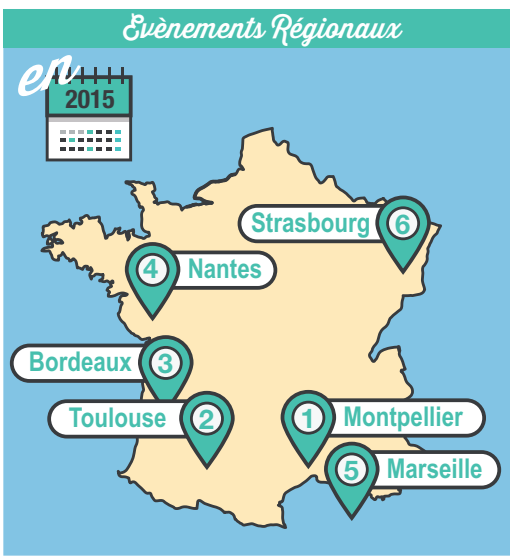 Evènements Régionaux
en
2015
Strasbourg 6
4 Nantes
Bordeaux 3
Toulouse 2
1 Montpellier
5 Marseille